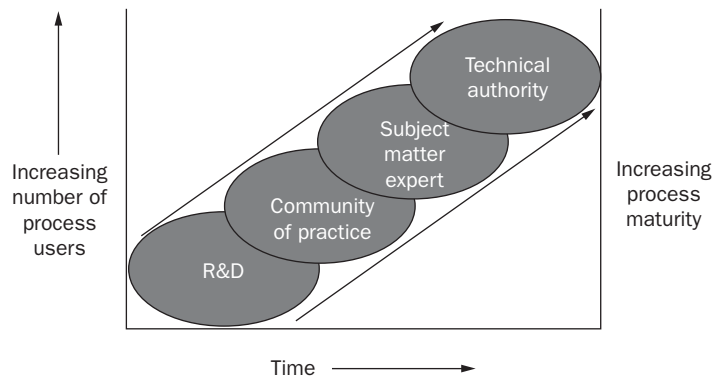 Technical
authority
Subject
matter
expert
Increasing
number of
process
users
Increasing
process
maturity
Community
of practice
R&D
Time